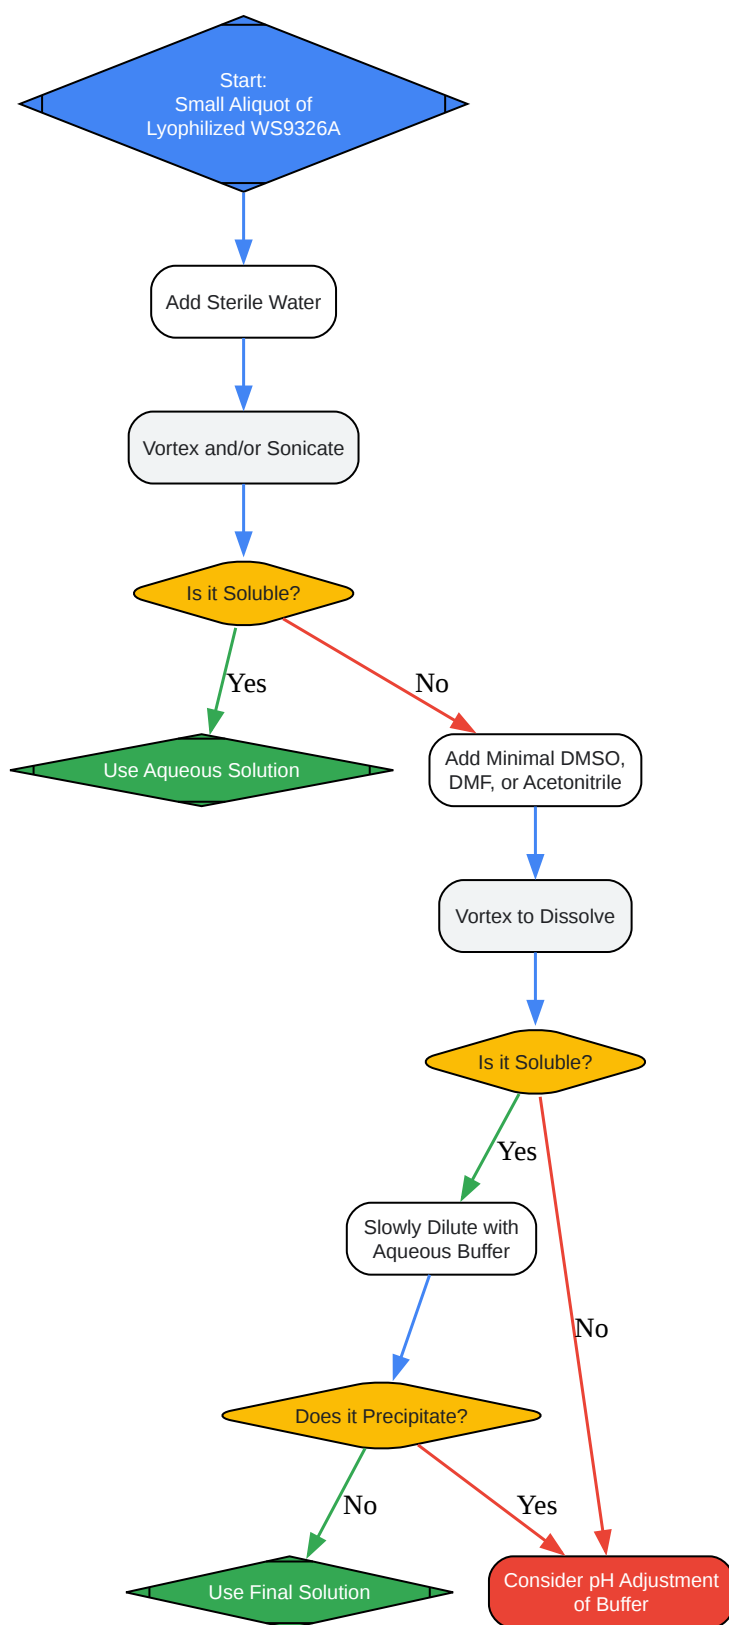 Start:
Small Aliquot of
Lyophilized WS9326A
Add Sterile Water
Vortex and/or Sonicate
Is it Soluble?
Yes
No
Use Aqueous Solution
Add Minimal DMSO,
DMF, or Acetonitrile
Vortex to Dissolve
Is it Soluble?
Yes
Slowly Dilute with
Aqueous Buffer
No
Does it Precipitate?
No
Yes
Use Final Solution
Consider pH Adjustment
of Buffer